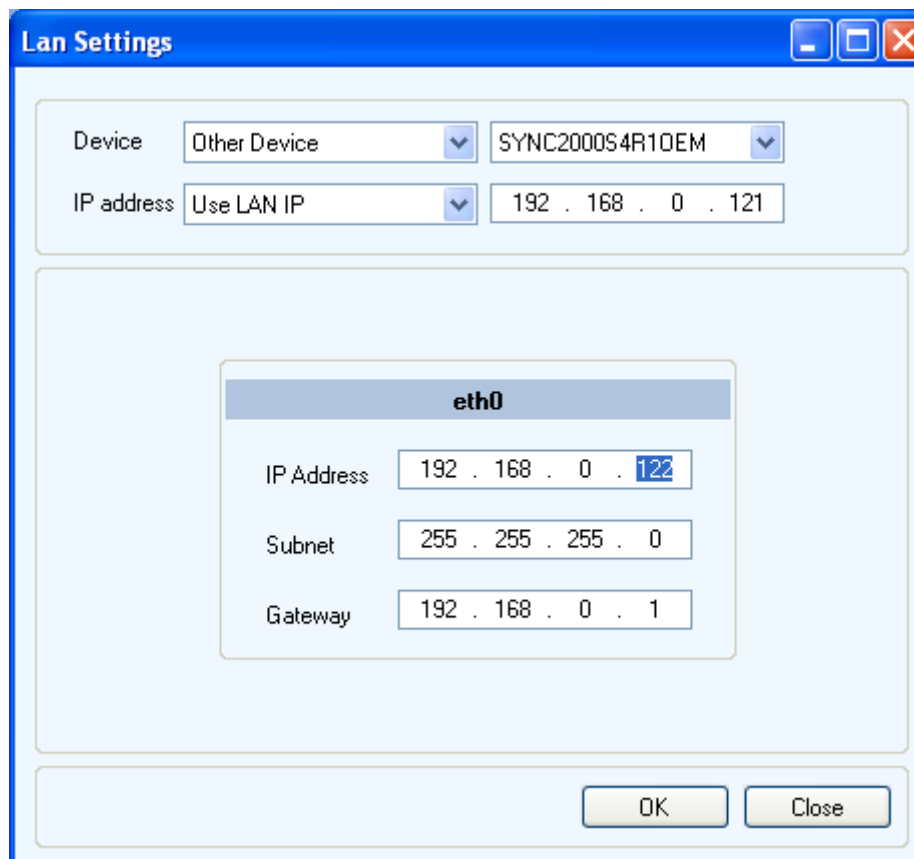 Lan Settings
Device Other Device SYNC2000S4R1OEM
IP address Use LAN IP 192 . 168 . 0 . 121
eth0
IP Address 192 . 168 . 0 . 122
Subnet 255 . 255 . 255 . 0
Gateway 192 . 168 . 0 . 1
OK Close